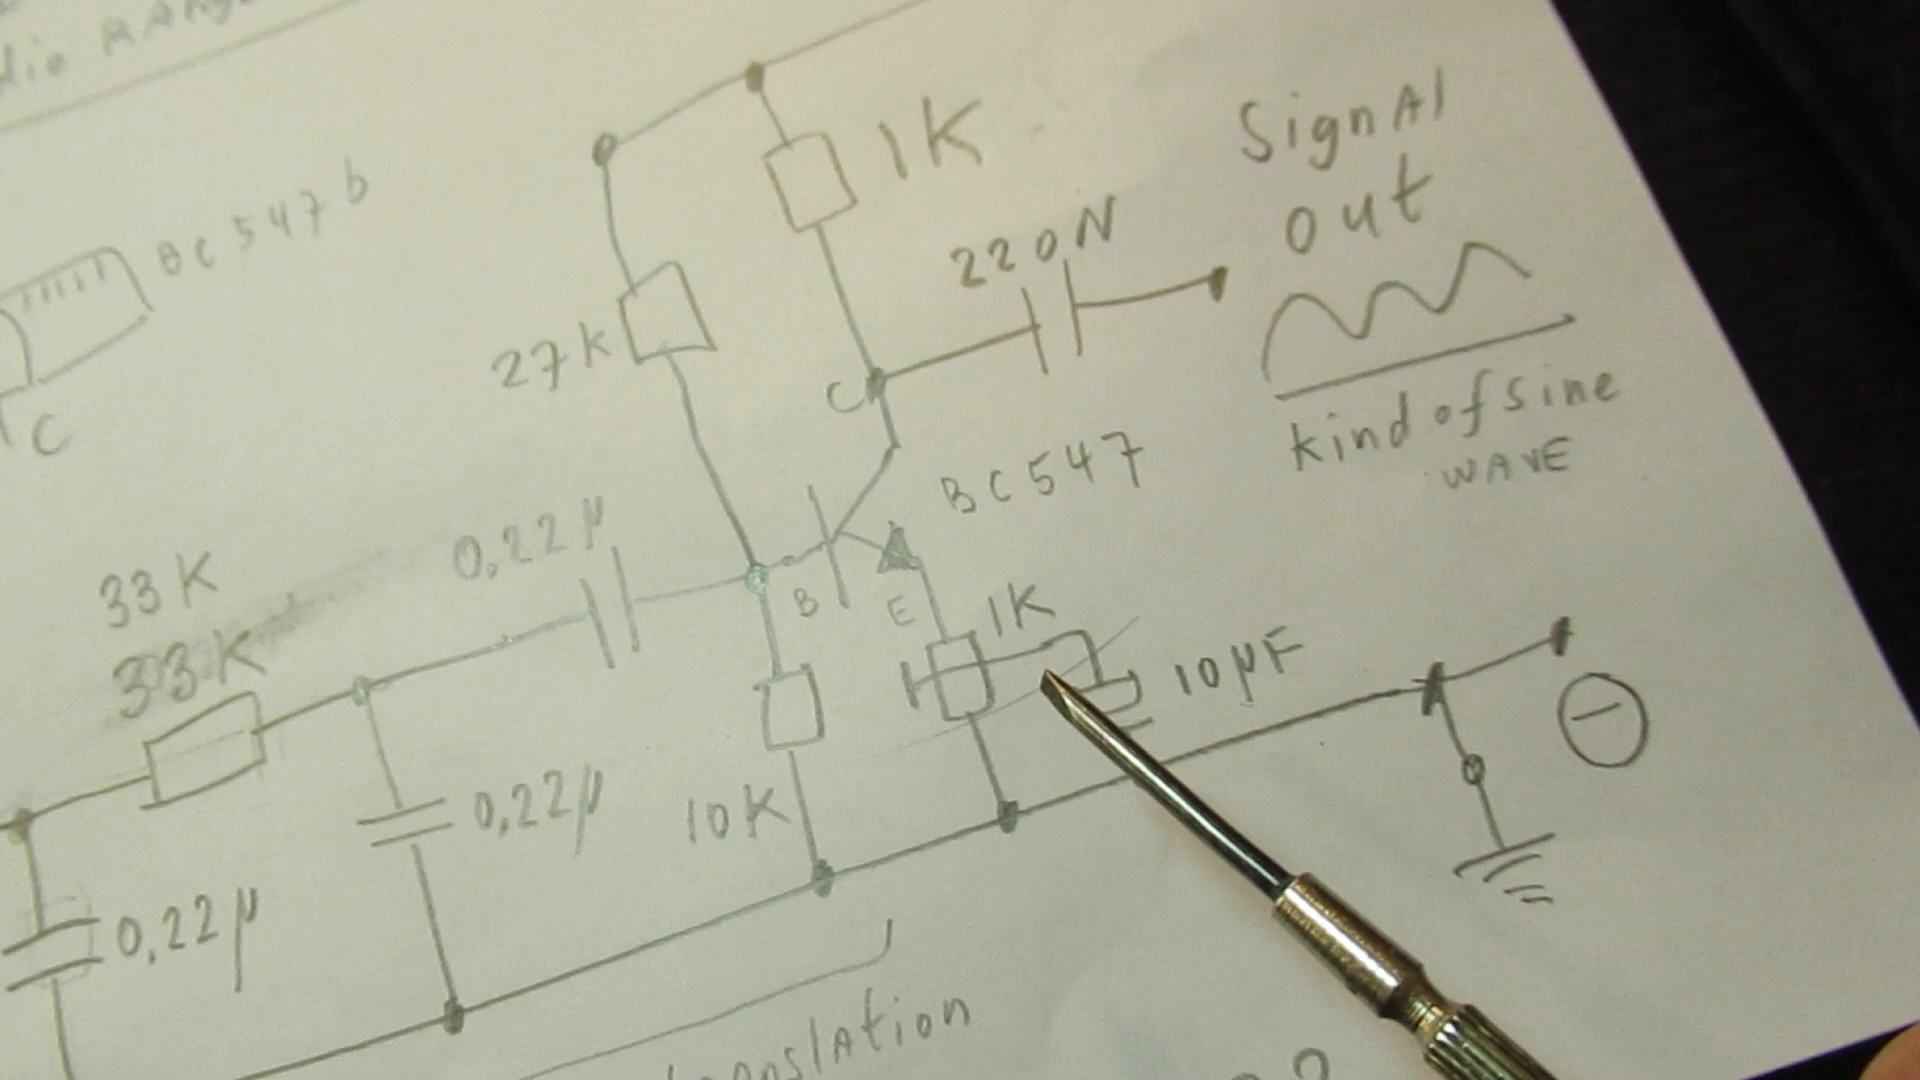 RANG
BC547b
C
1K
SignAl
out
220N
27K
C
kind of sine
WAVE
BC547
0,22µ
33K
33K
B
E
1K
10µF
0,22µ
10K
0,22µ
−